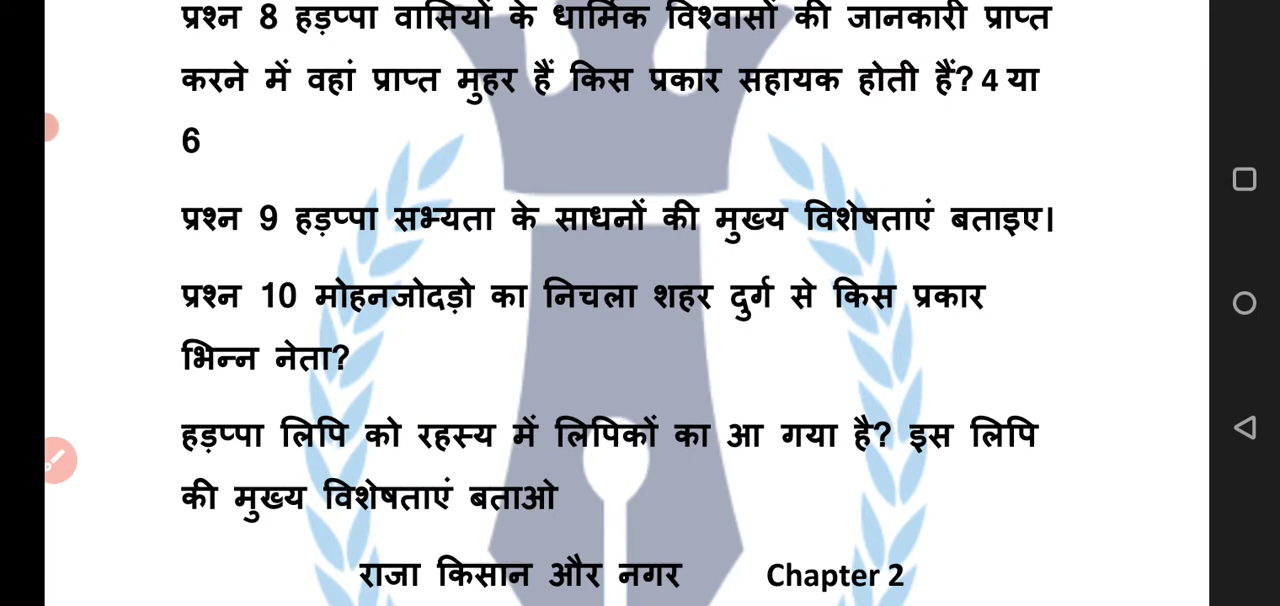 प्रश्न 8 हड़प्पा वासियों के धार्मिक विश्वासों की जानकारी प्राप्त
करने में वहां प्राप्त मुहर हैं किस प्रकार सहायक होती हैं? 4 या
6
प्रश्न 9 हड़प्पा सभ्यता के साधनों की मुख्य विशेषताएं बताइए।
प्रश्न 10 मोहनजोदड़ो का निचला शहर दुर्ग से किस प्रकार
भिन्न नेता?
हड़प्पा लिपि को रहस्य में लिपिकों का आ गया है? इस लिपि
की मुख्य विशेषताएं बताओ
राजा किसान और नगर Chapter 2